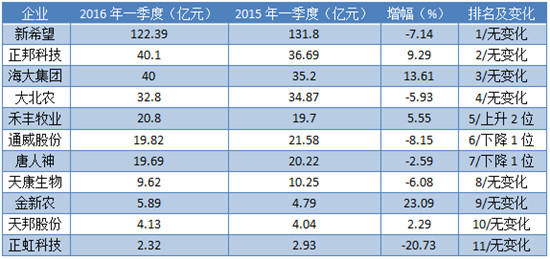 企业 2016 年一季度（亿元） 2015 年一季度（亿元） 增幅（%） 排名及变化
新希望 122.39 131.8 -7.14 1/无变化
正邦科技 40.1 36.69 9.29 2/无变化
海大集团 40 35.2 13.61 3/无变化
大北农 32.8 34.87 -5.93 4/无变化
禾丰牧业 20.8 19.7 5.55 5/上升 2 位
通威股份 19.82 21.58 -8.15 6/下降 1 位
唐人神 19.69 20.22 -2.59 7/下降 1 位
天康生物 9.62 10.25 -6.08 8/无变化
金新农 5.89 4.79 23.09 9/无变化
天邦股份 4.13 4.04 2.29 10/无变化
正虹科技 2.32 2.93 -20.73 11/无变化